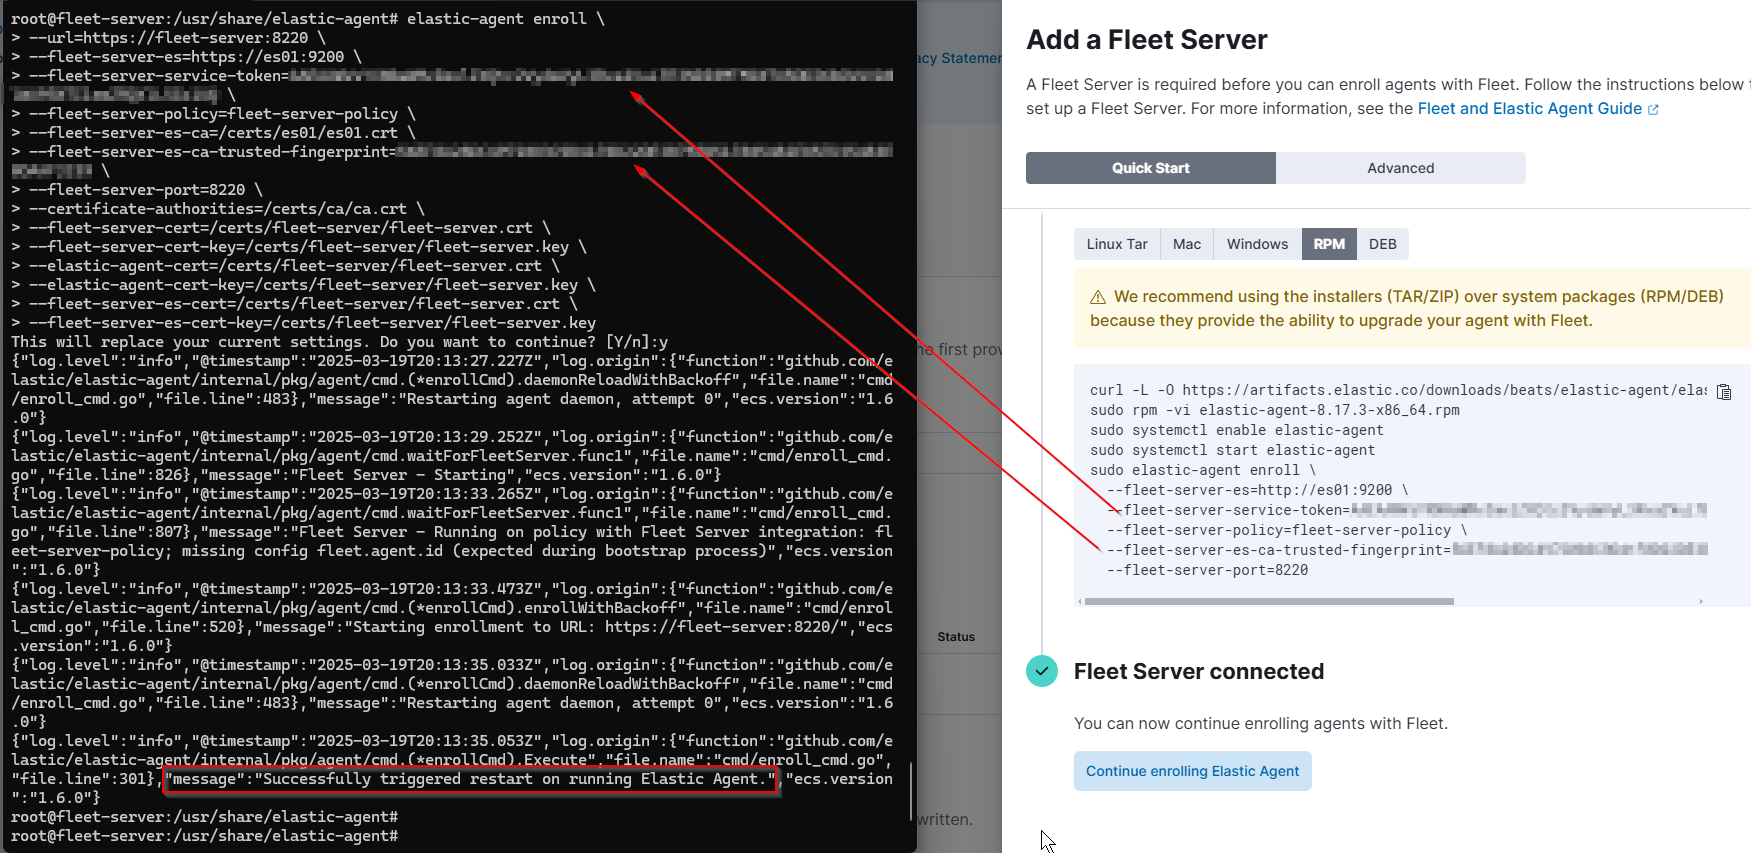 root@fleet-server:/usr/share/elastic-agent# elastic-agent enroll \
> --url=https://fleet-server:8220 \
> --fleet-server-es=https://es01:9200 \
> --fleet-server-service-token=
\
> --fleet-server-policy=fleet-server-policy \
> --fleet-server-es-ca=/certs/es01/es01.crt \
> --fleet-server-es-ca-trusted-fingerprint=
\
> --fleet-server-port=8220 \
> --certificate-authorities=/certs/ca/ca.crt \
> --fleet-server-cert=/certs/fleet-server/fleet-server.crt \
> --fleet-server-cert-key=/certs/fleet-server/fleet-server.key \
> --elastic-agent-cert=/certs/fleet-server/fleet-server.crt \
> --elastic-agent-cert-key=/certs/fleet-server/fleet-server.key \
> --fleet-server-es-cert=/certs/fleet-server/fleet-server.crt \
> --fleet-server-es-cert-key=/certs/fleet-server/fleet-server.key
This will replace your current settings. Do you want to continue? [Y/n]:y
{"log.level":"info","@timestamp":"2025-03-19T20:13:27.227Z","log.origin":{"function":"github.com/e
lastic/elastic-agent/internal/pkg/agent/cmd.(*enrollCmd).daemonReloadWithBackoff","file.name":"cmd
/enroll_cmd.go","file.line":483},"message":"Restarting agent daemon, attempt 0","ecs.version":"1.6
.0"}
{"log.level":"info","@timestamp":"2025-03-19T20:13:29.252Z","log.origin":{"function":"github.com/e
lastic/elastic-agent/internal/pkg/agent/cmd.waitForFleetServer.func1","file.name":"cmd/enroll_cmd.
go","file.line":826},"message":"Fleet Server - Starting","ecs.version":"1.6.0"}
{"log.level":"info","@timestamp":"2025-03-19T20:13:33.265Z","log.origin":{"function":"github.com/e
lastic/elastic-agent/internal/pkg/agent/cmd.waitForFleetServer.func1","file.name":"cmd/enroll_cmd.
go","file.line":807},"message":"Fleet Server - Running on policy with Fleet Server integration: fl
eet-server-policy; missing config fleet.agent.id (expected during bootstrap process)","ecs.version
":"1.6.0"}
{"log.level":"info","@timestamp":"2025-03-19T20:13:33.473Z","log.origin":{"function":"github.com/e
lastic/elastic-agent/internal/pkg/agent/cmd.(*enrollCmd).enrollWithBackoff","file.name":"cmd/enrol
l_cmd.go","file.line":520},"message":"Starting enrollment to URL: https://fleet-server:8220/","ecs
.version":"1.6.0"}
{"log.level":"info","@timestamp":"2025-03-19T20:13:35.033Z","log.origin":{"function":"github.com/e
lastic/elastic-agent/internal/pkg/agent/cmd.(*enrollCmd).daemonReloadWithBackoff","file.name":"cmd
/enroll_cmd.go","file.line":483},"message":"Restarting agent daemon, attempt 0","ecs.version":"1.6
.0"}
{"log.level":"info","@timestamp":"2025-03-19T20:13:35.053Z","log.origin":{"function":"github.com/e
lastic/elastic-agent/internal/pkg/agent/cmd.(*enrollCmd).Execute","file.name":"cmd/enroll_cmd.go",
"file.line":301},"message":"Successfully triggered restart on running Elastic Agent.","ecs.version
":"1.6.0"}
root@fleet-server:/usr/share/elastic-agent#
root@fleet-server:/usr/share/elastic-agent#
acy Statemen
ne first prov
Status
written.
Add a Fleet Server
A Fleet Server is required before you can enroll agents with Fleet. Follow the instructions below t
set up a Fleet Server. For more information, see the Fleet and Elastic Agent Guide
Quick Start
Advanced
Linux Tar
Mac
Windows
RPM
DEB
We recommend using the installers (TAR/ZIP) over system packages (RPM/DEB)
because they provide the ability to upgrade your agent with Fleet.
curl -L -O https://artifacts.elastic.co/downloads/beats/elastic-agent/elas
sudo rpm -vi elastic-agent-8.17.3-x86_64.rpm
sudo systemctl enable elastic-agent
sudo systemctl start elastic-agent
sudo elastic-agent enroll \
--fleet-server-es=http://es01:9200 \
--fleet-server-service-token=
--fleet-server-policy=fleet-server-policy \
--fleet-server-es-ca-trusted-fingerprint=
--fleet-server-port=8220
Fleet Server connected
You can now continue enrolling agents with Fleet.
Continue enrolling Elastic Agent